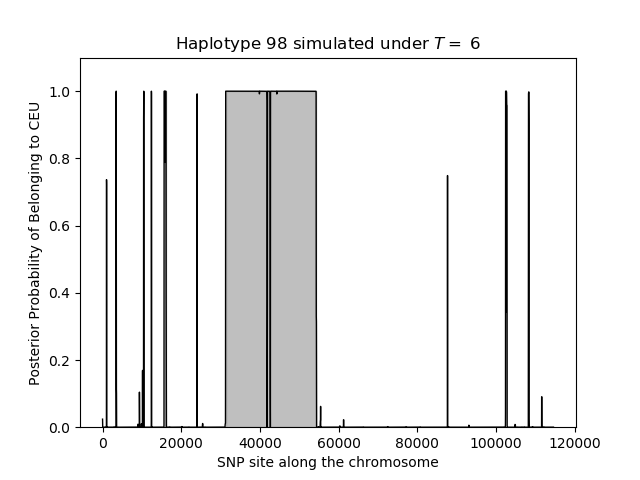 Haplotype 98 simulated under T = 6
Posterior Probability of Belonging to CEU
1.0
0.8
0.6
0.4
0.2
0.0
0 20000 40000 60000 80000 100000 120000
SNP site along the chromosome